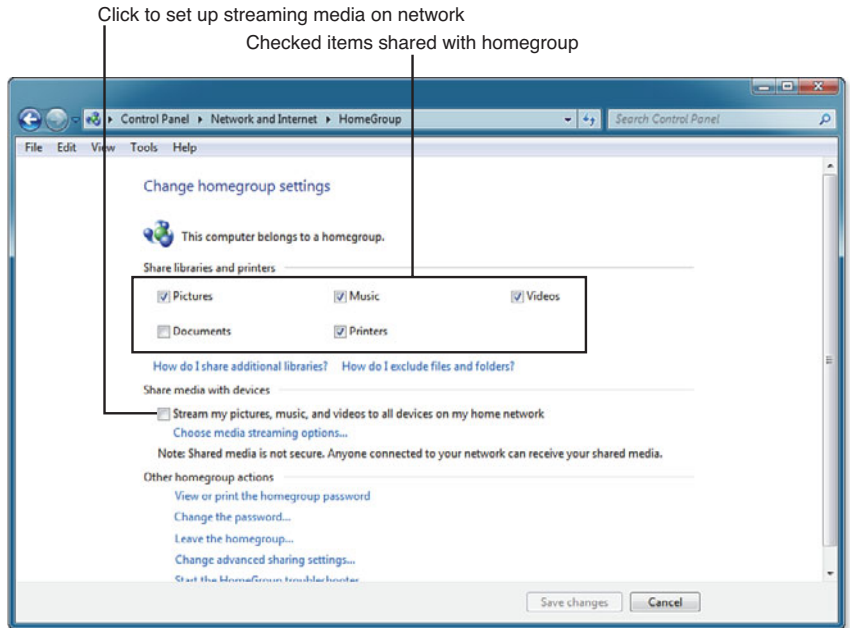 Click to set up streaming media on network
Checked items shared with homegroup
Control Panel ▸ Network and Internet ▸ HomeGroup
Search Control Panel
File Edit View Tools Help
Change homegroup settings
This computer belongs to a homegroup.
Share libraries and printers
Pictures Music Videos
Documents Printers
How do I share additional libraries? How do I exclude files and folders?
Share media with devices
Stream my pictures, music, and videos to all devices on my home network
Choose media streaming options...
Note: Shared media is not secure. Anyone connected to your network can receive your shared media.
Other homegroup actions
View or print the homegroup password
Change the password...
Leave the homegroup...
Change advanced sharing settings...
Start the HomeGroup troubleshooter
Save changes Cancel